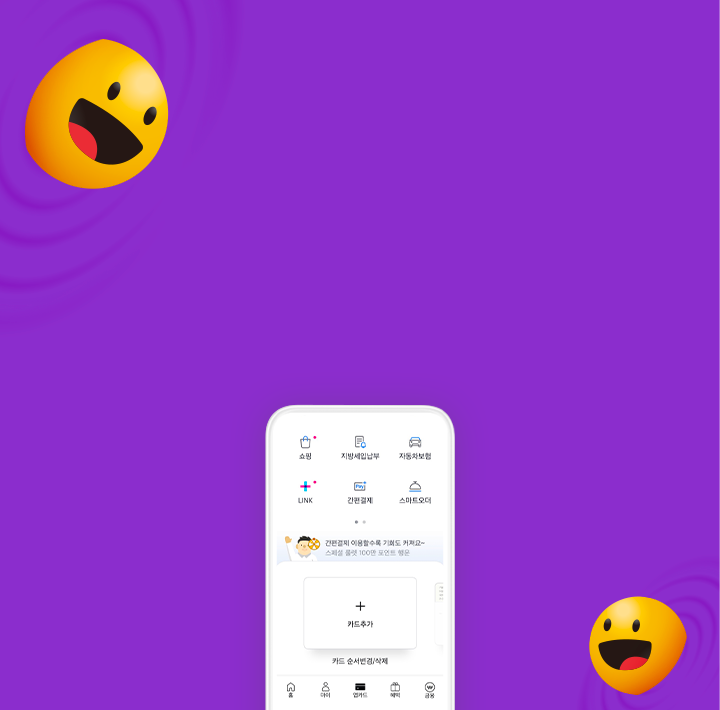 쇼핑 지방세입납부 자동차보험
LINK 간편결제 스마트오더
Pay
간편결제 이용할수록 기회도 커져요~
스페셜 룰렛 100만 포인트 행운
카드추가
카드 순서변경/삭제
홈 마이 앱카드 혜택 금융